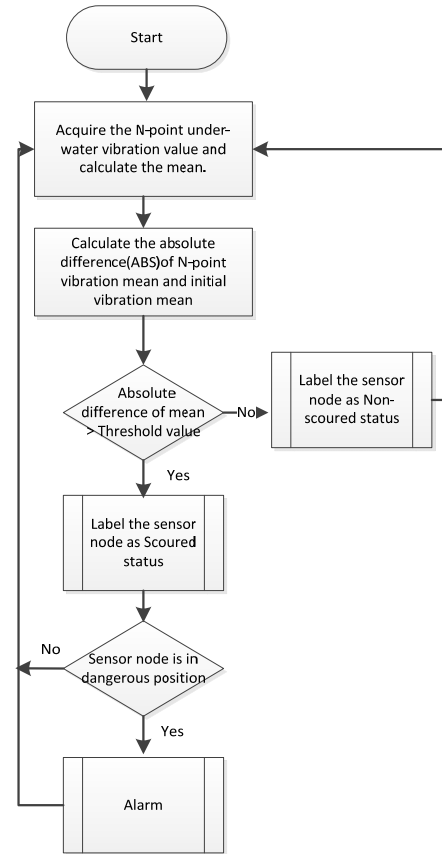 Start
Acquire the N-point under-
water vibration value and
calculate the mean.
Calculate the absolute
difference(ABS)of N-point
vibration mean and initial
vibration mean
Absolute
difference of mean
> Threshold value
No
Label the sensor
node as Non-
scoured status
Yes
Label the sensor
node as Scoured
status
No
Sensor node is in
dangerous position
Yes
Alarm